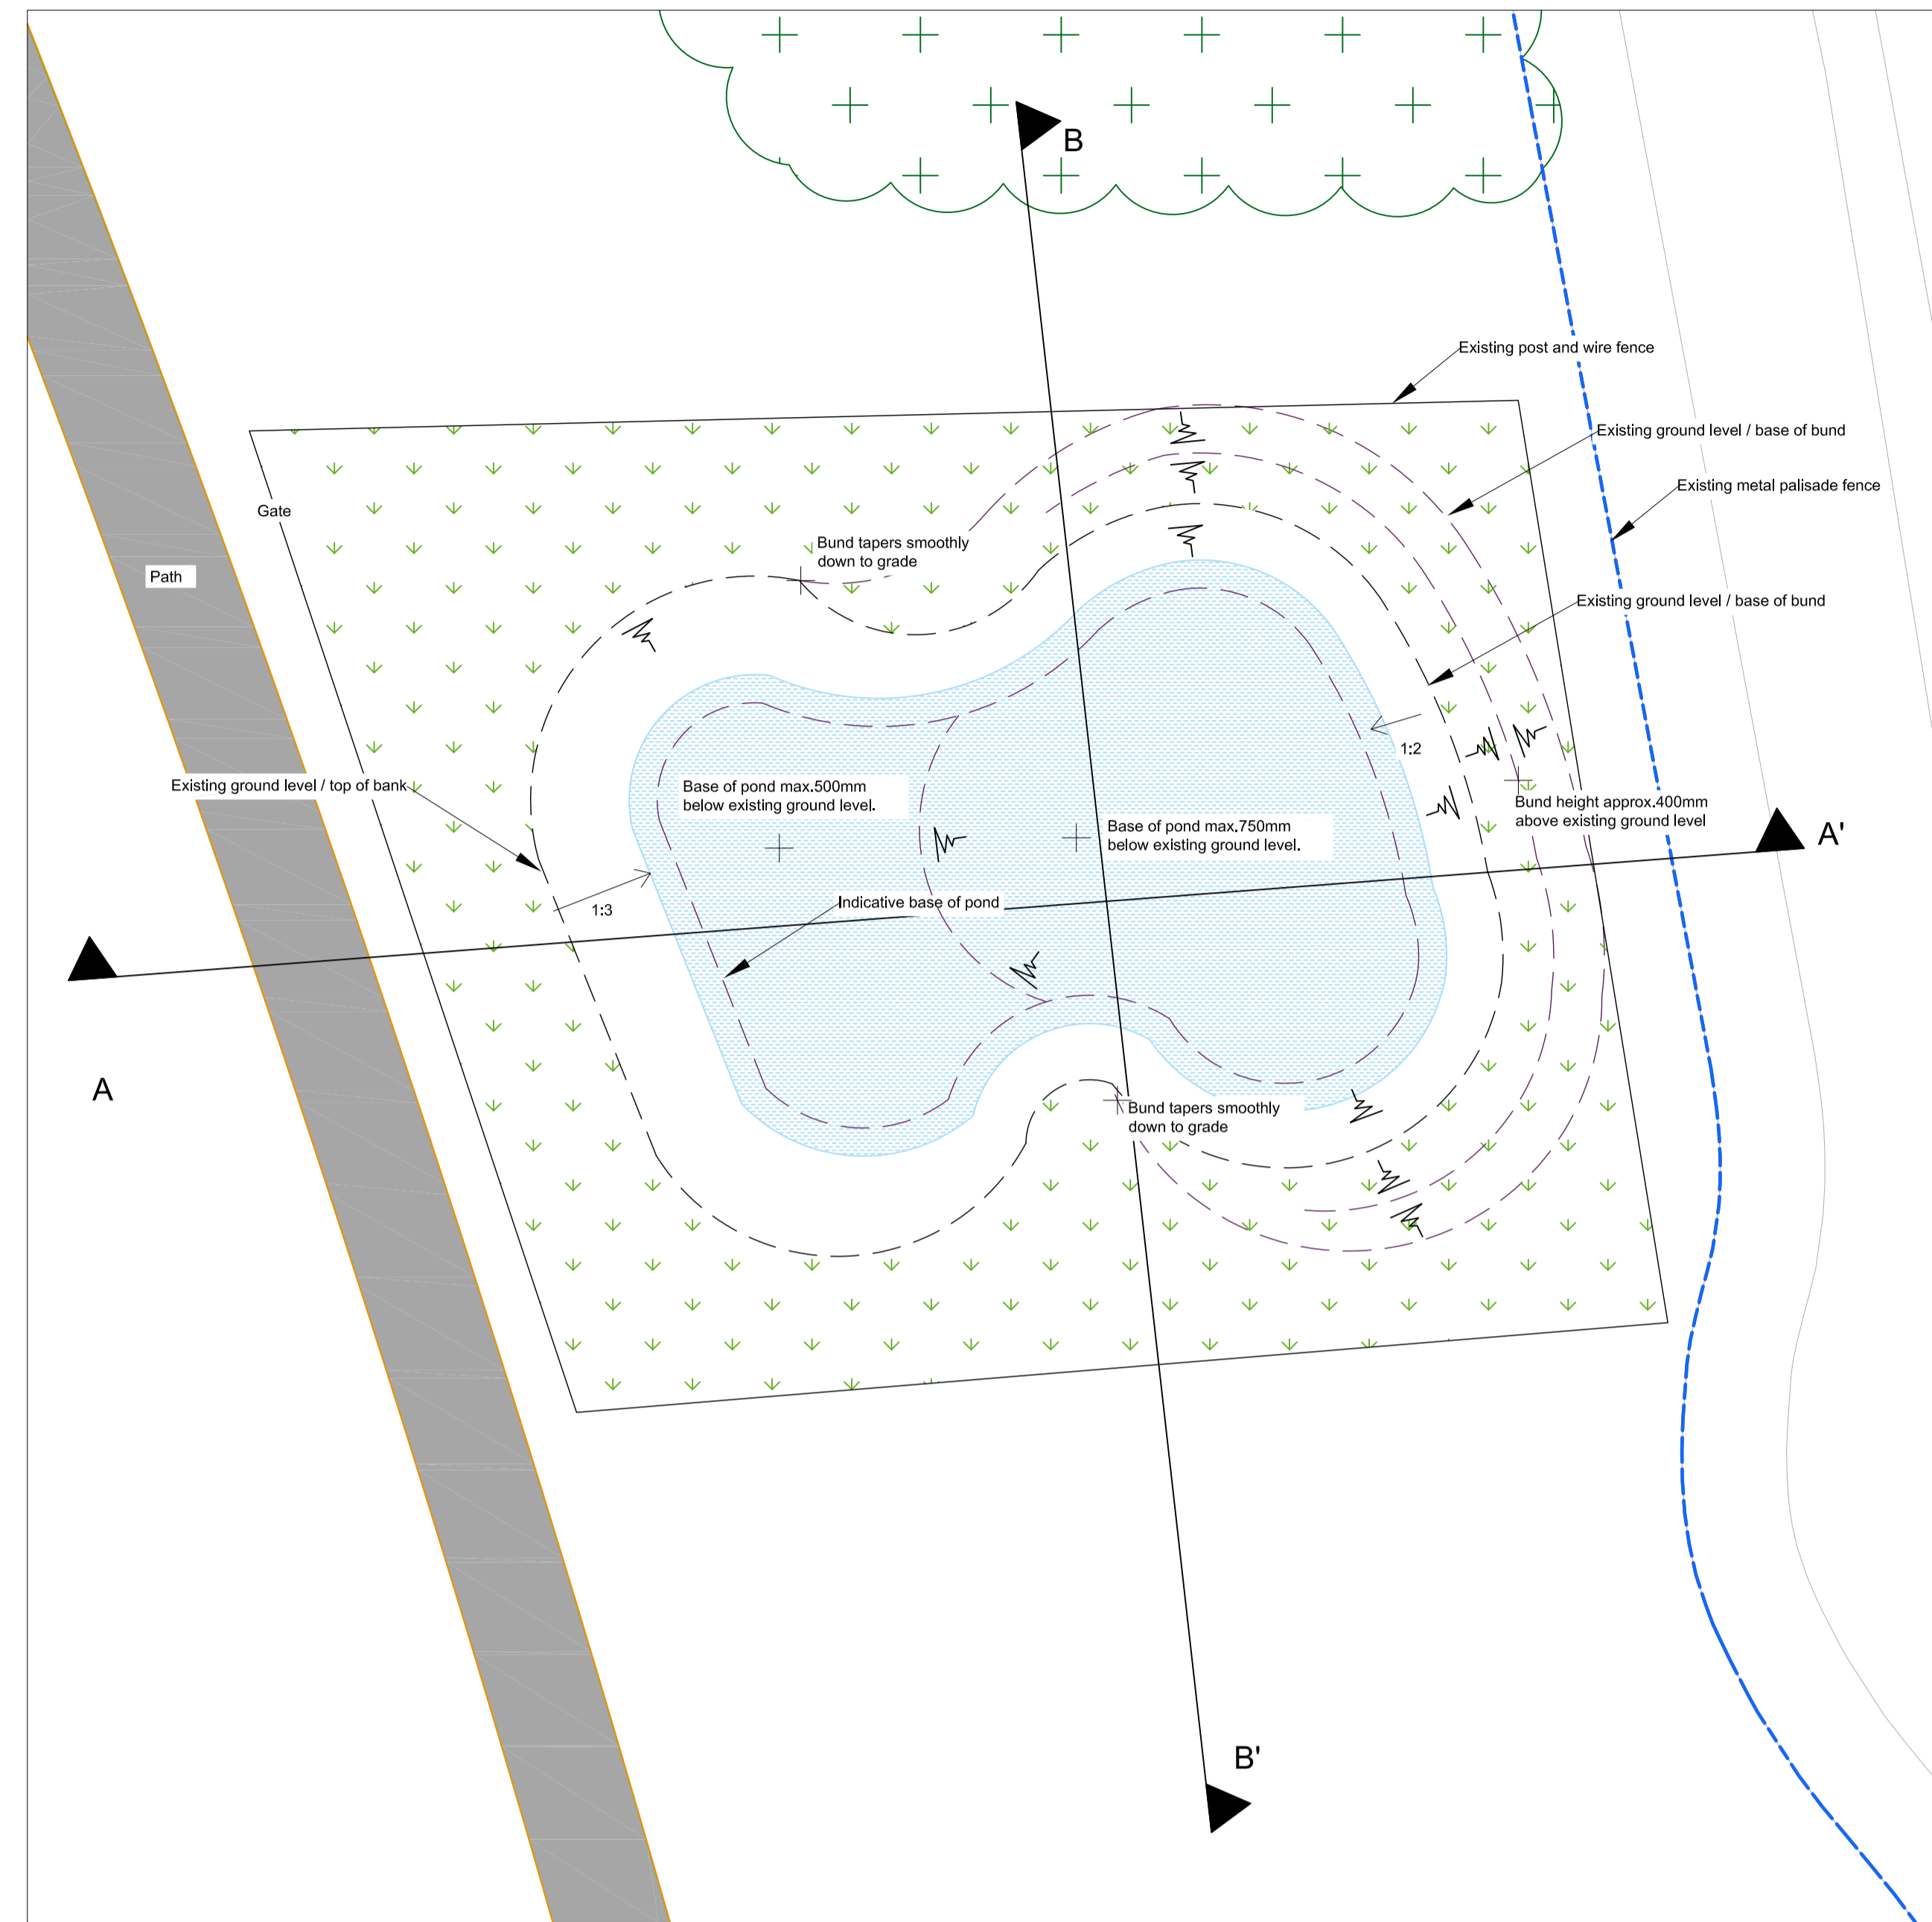 B
Existing post and wire fence
Existing ground level / base of bund
Existing metal palisade fence
Gate
Bund tapers smoothly
down to grade
Path
Existing ground level / base of bund
1:2
Existing ground level / top of bank
Base of pond max.500mm
below existing ground level.
Base of pond max.750mm
below existing ground level.
Bund height approx.400mm
above existing ground level
A'
1:3
Indicative base of pond
A
Bund tapers smoothly
down to grade
B'